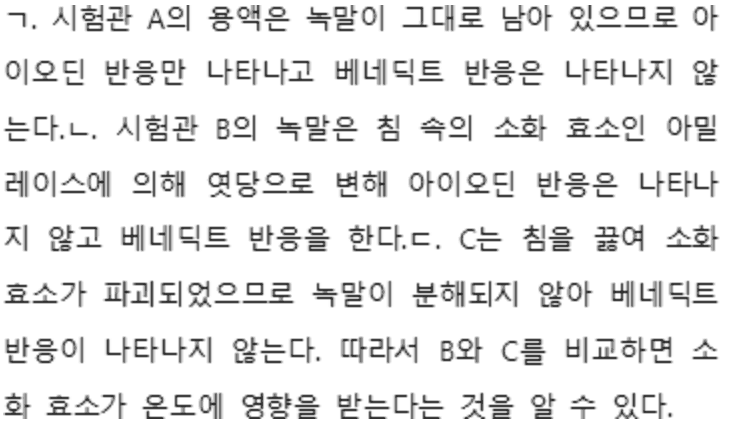 ㄱ. 시험관 A의 용액은 녹말이 그대로 남아 있으므로 아
이오딘 반응만 나타나고 베네딕트 반응은 나타나지 않
는다.ㄴ. 시험관 B의 녹말은 침 속의 소화 효소인 아밀
레이스에 의해 엿당으로 변해 아이오딘 반응은 나타나
지 않고 베네딕트 반응을 한다.ㄷ. C는 침을 끓여 소화
효소가 파괴되었으므로 녹말이 분해되지 않아 베네딕트
반응이 나타나지 않는다. 따라서 B와 C를 비교하면 소
화 효소가 온도에 영향을 받는다는 것을 알 수 있다.